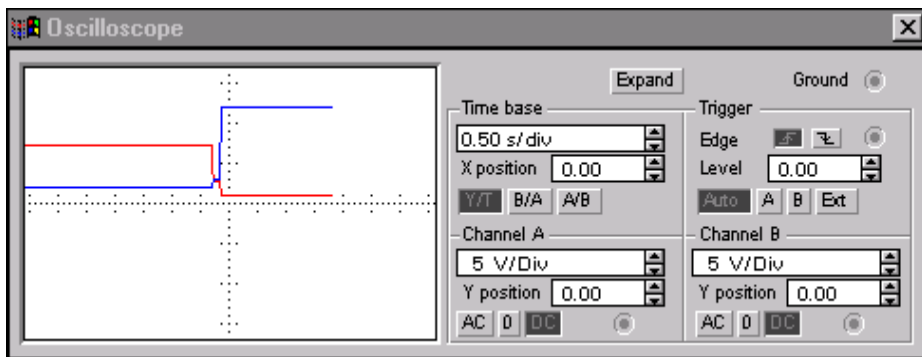 Oscilloscope
Expand
Ground
Time base
0.50 s/div
X position 0.00
Y/T B/A A/B
Trigger
Edge
Level 0.00
Auto A B Ext
Channel A
5 V/Div
Y position 0.00
AC 0 DC
Channel B
5 V/Div
Y position 0.00
AC 0 DC